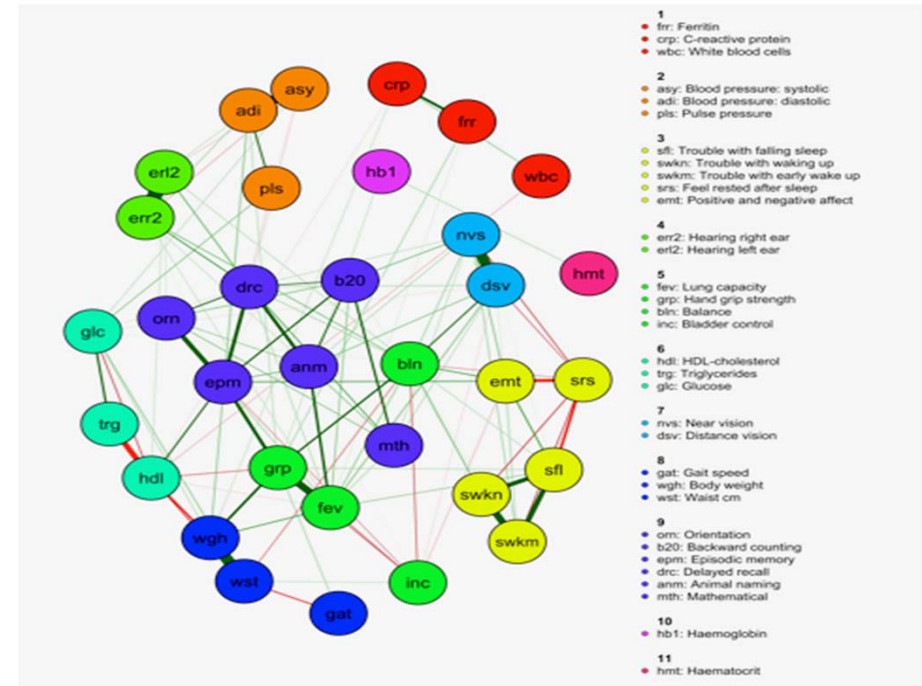 asy
adi
crp
frr
erl2
hb1
wbc
pls
err2
nvs
hmt
drc
b20
dsv
orn
glc
anm
bln
epm
emt
srs
trg
mth
grp
sfl
hdl
swkn
fev
wgh
swkm
wst
inc
gat
1
frr: Ferritin
crp: C-reactive protein
wbc: White blood cells
2
asy: Blood pressure: systolic
adi: Blood pressure: diastolic
pls: Pulse pressure
3
sfl: Trouble with falling sleep
swkn: Trouble with waking up
swkm: Trouble with early wake up
srs: Feel rested after sleep
emt: Positive and negative affect
4
err2: Hearing right ear
erl2: Hearing left ear
5
fev: Lung capacity
grp: Hand grip strength
bln: Balance
inc: Bladder control
6
hdl: HDL-cholesterol
trg: Triglycerides
glc: Glucose
7
nvs: Near vision
dsv: Distance vision
8
gat: Gait speed
wgh: Body weight
wst: Waist cm
9
orn: Orientation
b20: Backward counting
epm: Episodic memory
drc: Delayed recall
anm: Animal naming
mth: Mathematical
10
hb1: Haemoglobin
11
hmt: Haematocrit